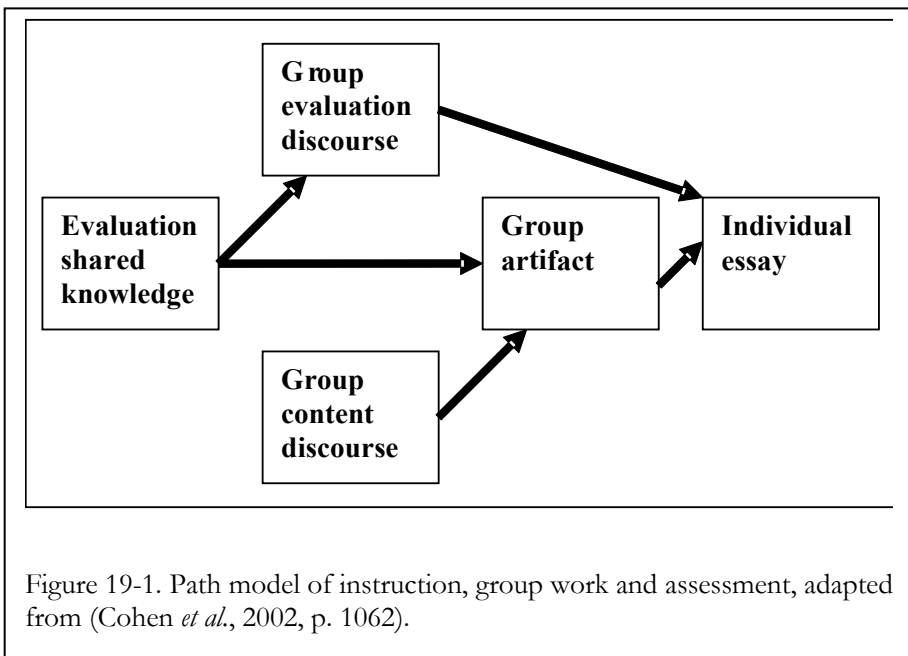 Group
evaluation
discourse
Evaluation
shared
knowledge
Group
artifact
Individual
essay
Group
content
discourse
Figure 19-1. Path model of instruction, group work and assessment, adapted
from (Cohen et al., 2002, p. 1062).